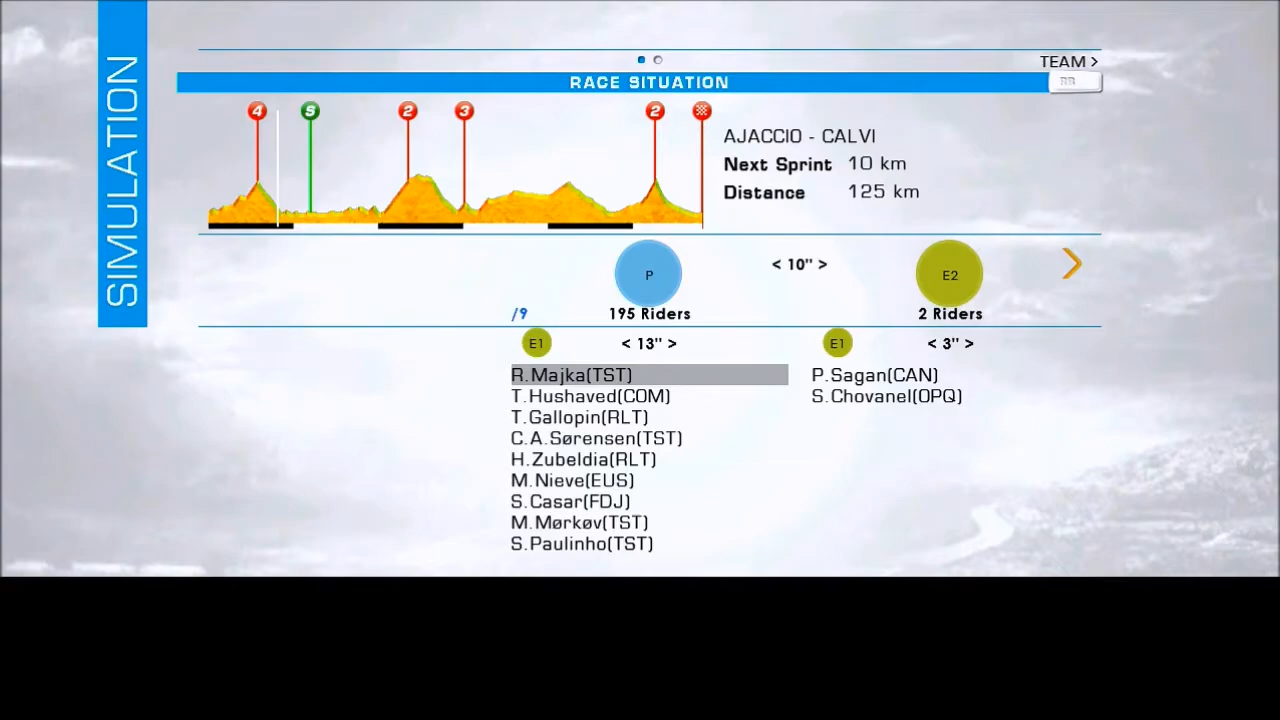 SIMULATION
TEAM >
RACE SITUATION
RR
4
S
2
3
2
AJACCIO - CALVI
Next Sprint 10 km
Distance 125 km
P
< 10" >
E2
/9
195 Riders
2 Riders
E1
< 13" >
E1
< 3" >
R.Majka(TST)
P.Sagan(CAN)
T.Hushaved(COM)
S.Chovanel(OPQ)
T.Gallopin(RLT)
C.A.Sørensen(TST)
H.Zubeldia(RLT)
M.Nieve(EUS)
S.Casar(FDJ)
M.Mørkøv(TST)
S.Paulinho(TST)